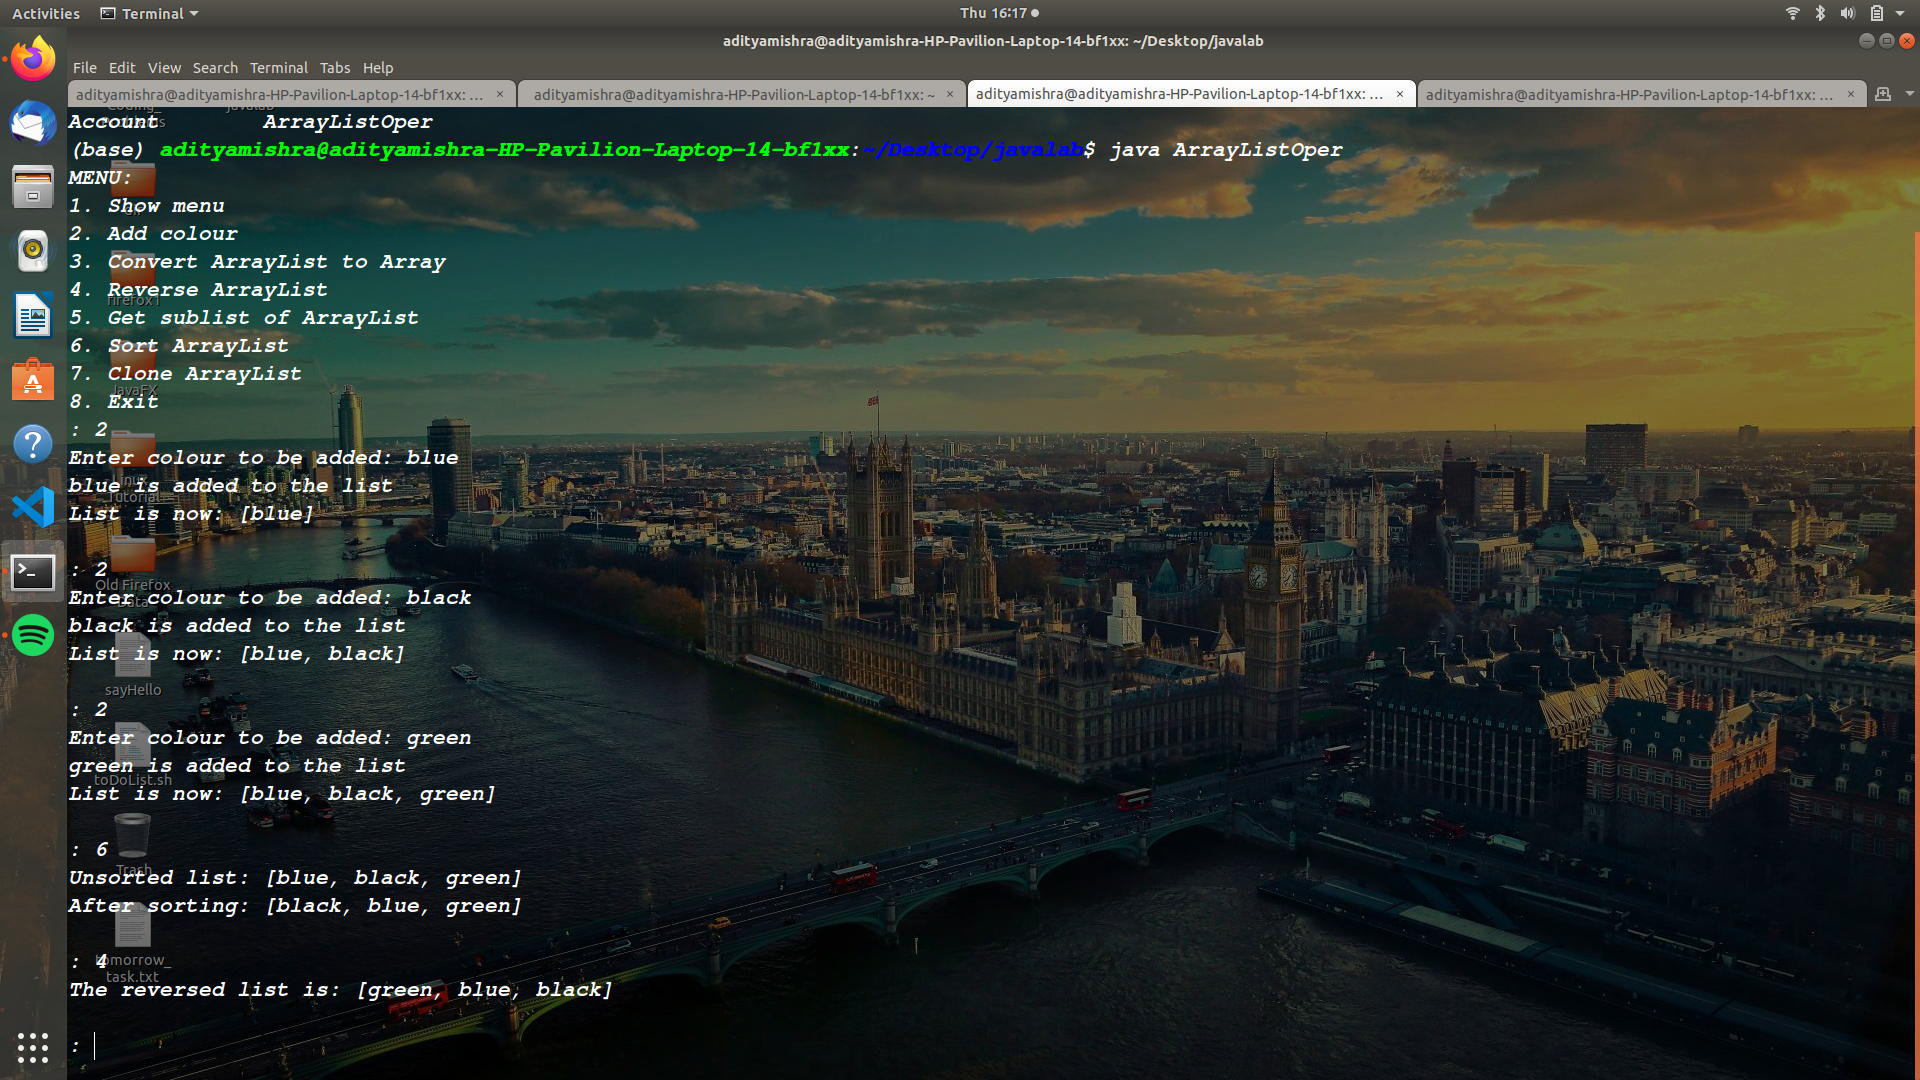 Activities Terminal Thu 16:17
adityamishra@adityamishra-HP-Pavilion-Laptop-14-bf1xx: ~/Desktop/javalab
File Edit View Search Terminal Tabs Help
adityamishra@adityamishra-HP-Pavilion-Laptop-14-bf1xx: ... × adityamishra@adityamishra-HP-Pavilion-Laptop-14-bf1xx: ~ × adityamishra@adityamishra-HP-Pavilion-Laptop-14-bf1xx: ... × adityamishra@adityamishra-HP-Pavilion-Laptop-14-bf1xx: ... ×
Account ArrayListOper
(base) adityamishra@adityamishra-HP-Pavilion-Laptop-14-bf1xx:~/Desktop/javalab$ java ArrayListOper
MENU:
1. Show menu
2. Add colour
3. Convert ArrayList to Array
4. Reverse ArrayList
firefox1
5. Get sublist of ArrayList
6. Sort ArrayList
7. Clone ArrayList
JavaFX
8. Exit
: 2
Enter colour to be added: blue
blue is added to the list
Tutorial
List is now: [blue]
: 2
Old Firefox
Data
Enter colour to be added: black
black is added to the list
List is now: [blue, black]
sayHello
: 2
Enter colour to be added: green
green is added to the list
toDoList.sh
List is now: [blue, black, green]
: 6
Trash
Unsorted list: [blue, black, green]
After sorting: [black, blue, green]
: 4
tomorrow_
task.txt
The reversed list is: [green, blue, black]
: